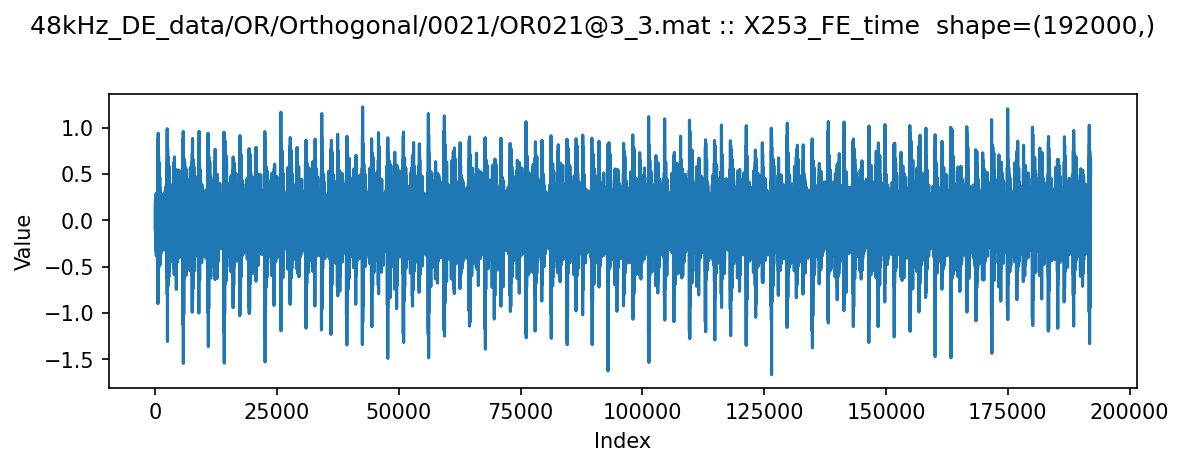 48kHz_DE_data/OR/Orthogonal/0021/OR021@3_3.mat :: X253_FE_time  shape=(192000,)
1.0
0.5
0.0
−0.5
−1.0
−1.5
Value
0 25000 50000 75000 100000 125000 150000 175000 200000
Index